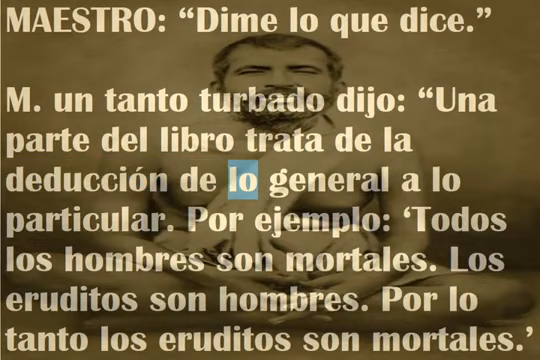 MAESTRO: “Dime lo que dice.”
M. un tanto turbado dijo: “Una
parte del libro trata de la
deducción de lo general a lo
particular. Por ejemplo: ‘Todos
los hombres son mortales. Los
eruditos son hombres. Por lo
tanto los eruditos son mortales.’